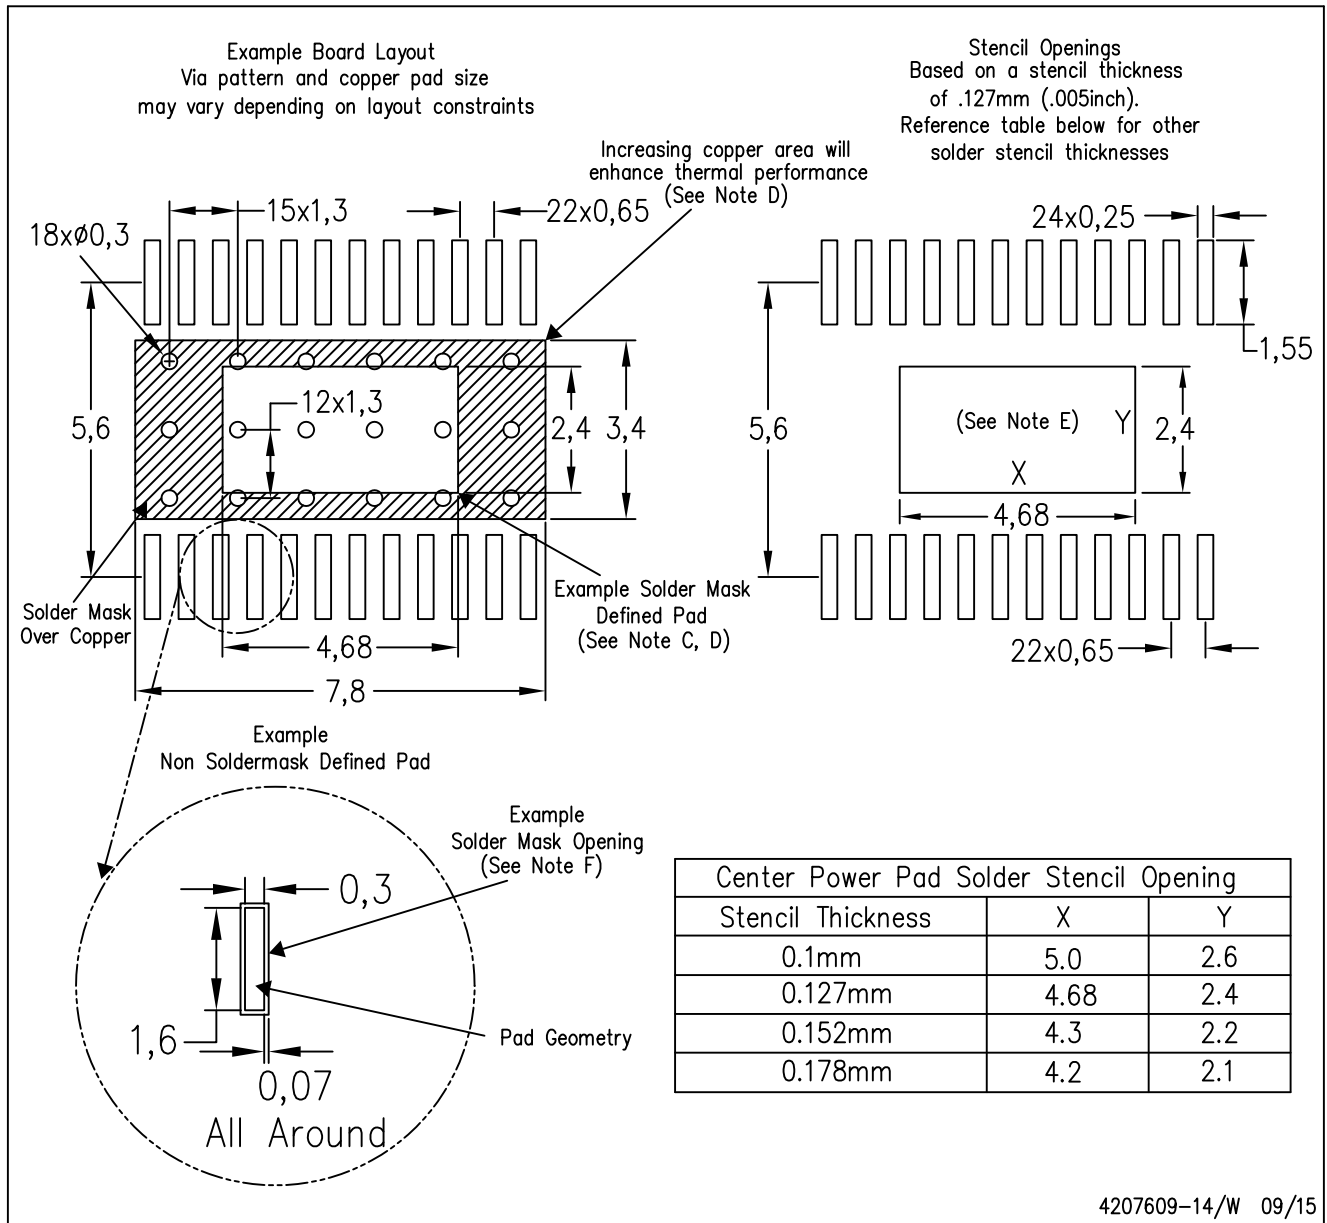 Example Board Layout
Via pattern and copper pad size
may vary depending on layout constraints
Stencil Openings
Based on a stencil thickness
of .127mm (.005inch).
Reference table below for other
solder stencil thicknesses
Increasing copper area will
enhance thermal performance
(See Note D)
18xø0,3
15x1,3
22x0,65
5,6
12x1,3
2,4
3,4
Solder Mask
Over Copper
Example Solder Mask
Defined Pad
(See Note C, D)
4,68
7,8
24x0,25
1,55
5,6
(See Note E)
Y
X
2,4
4,68
22x0,65
Example
Non Soldermask Defined Pad
Example
Solder Mask Opening
(See Note F)
0,3
1,6
Pad Geometry
0,07
All Around
Center Power Pad Solder Stencil Opening
Stencil Thickness X Y
0.1mm 5.0 2.6
0.127mm 4.68 2.4
0.152mm 4.3 2.2
0.178mm 4.2 2.1
4207609-14/W 09/15